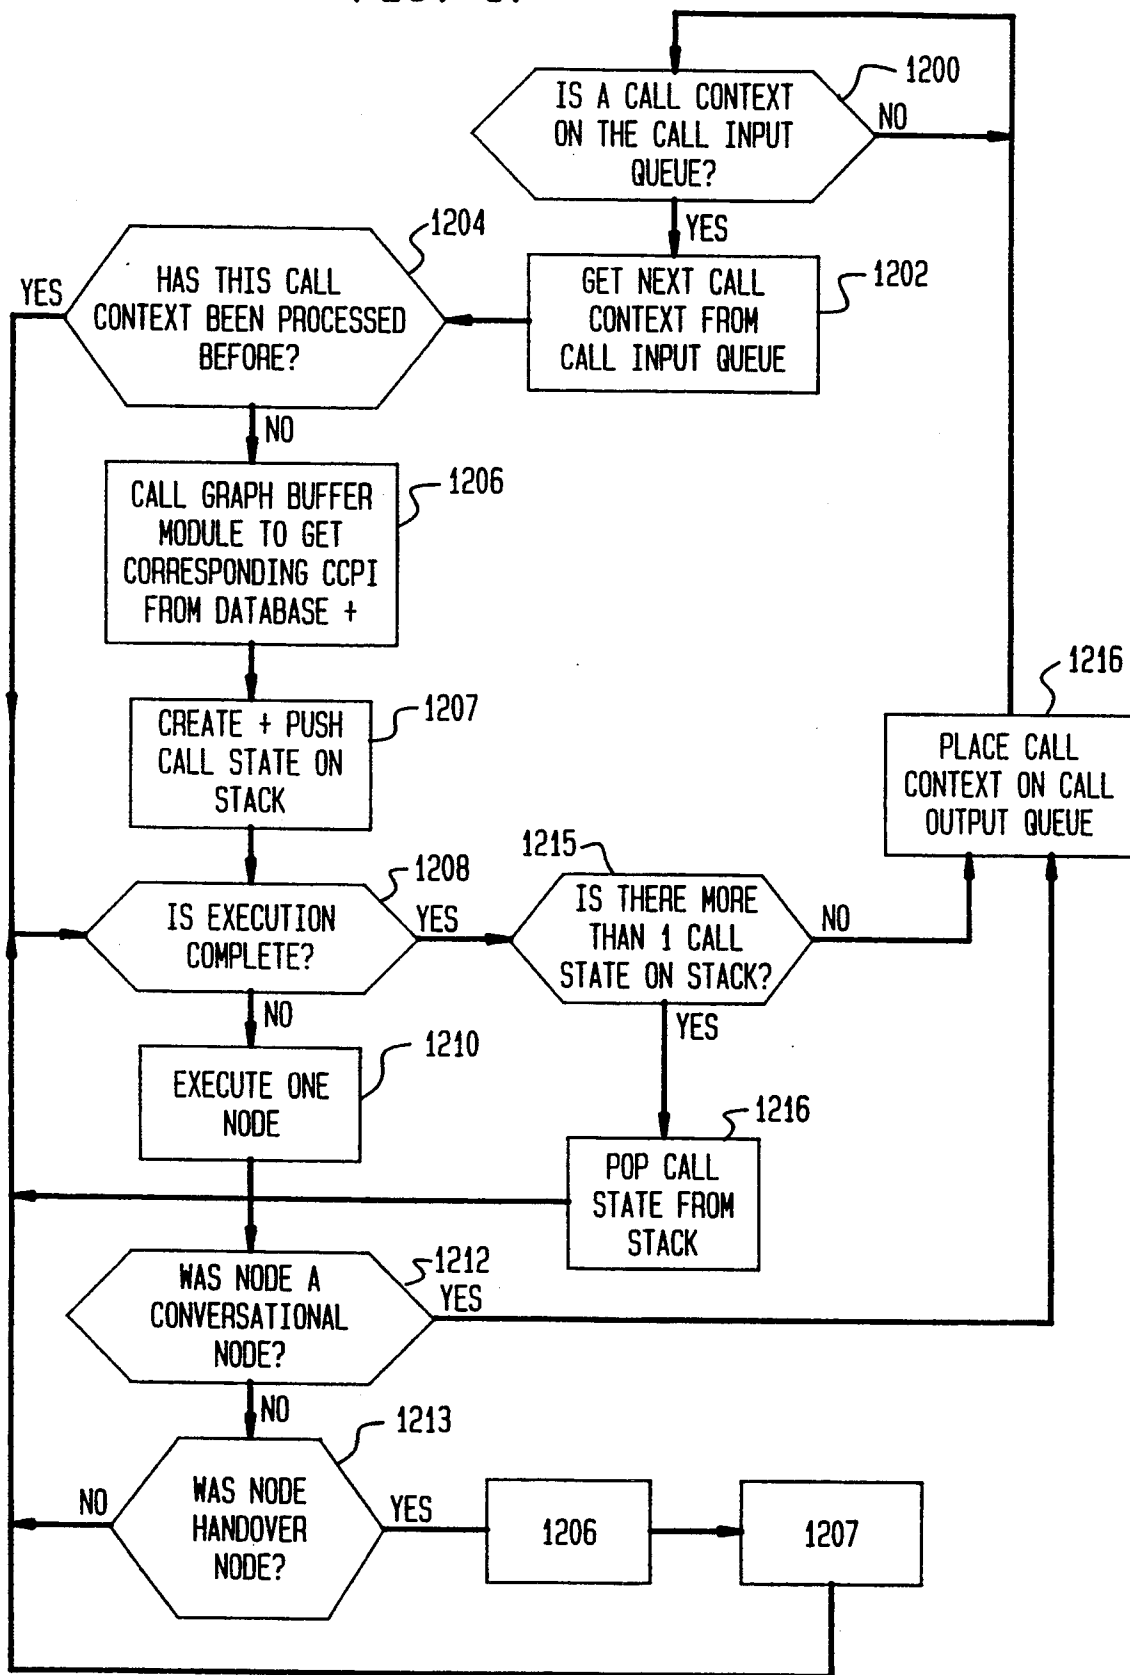 1200
IS A CALL CONTEXT
ON THE CALL INPUT
QUEUE?
NO
YES
1202
GET NEXT CALL
CONTEXT FROM
CALL INPUT QUEUE
1204
HAS THIS CALL
CONTEXT BEEN PROCESSED
BEFORE?
YES
NO
1206
CALL GRAPH BUFFER
MODULE TO GET
CORRESPONDING CCPI
FROM DATABASE +
1207
CREATE + PUSH
CALL STATE ON
STACK
1216
PLACE CALL
CONTEXT ON CALL
OUTPUT QUEUE
1208
IS EXECUTION
COMPLETE?
YES
NO
1215
IS THERE MORE
THAN 1 CALL
STATE ON STACK?
NO
YES
1210
EXECUTE ONE
NODE
1216
POP CALL
STATE FROM
STACK
1212
WAS NODE A
CONVERSATIONAL
NODE?
YES
NO
1213
WAS NODE
HANDOVER
NODE?
NO
YES
1206
1207